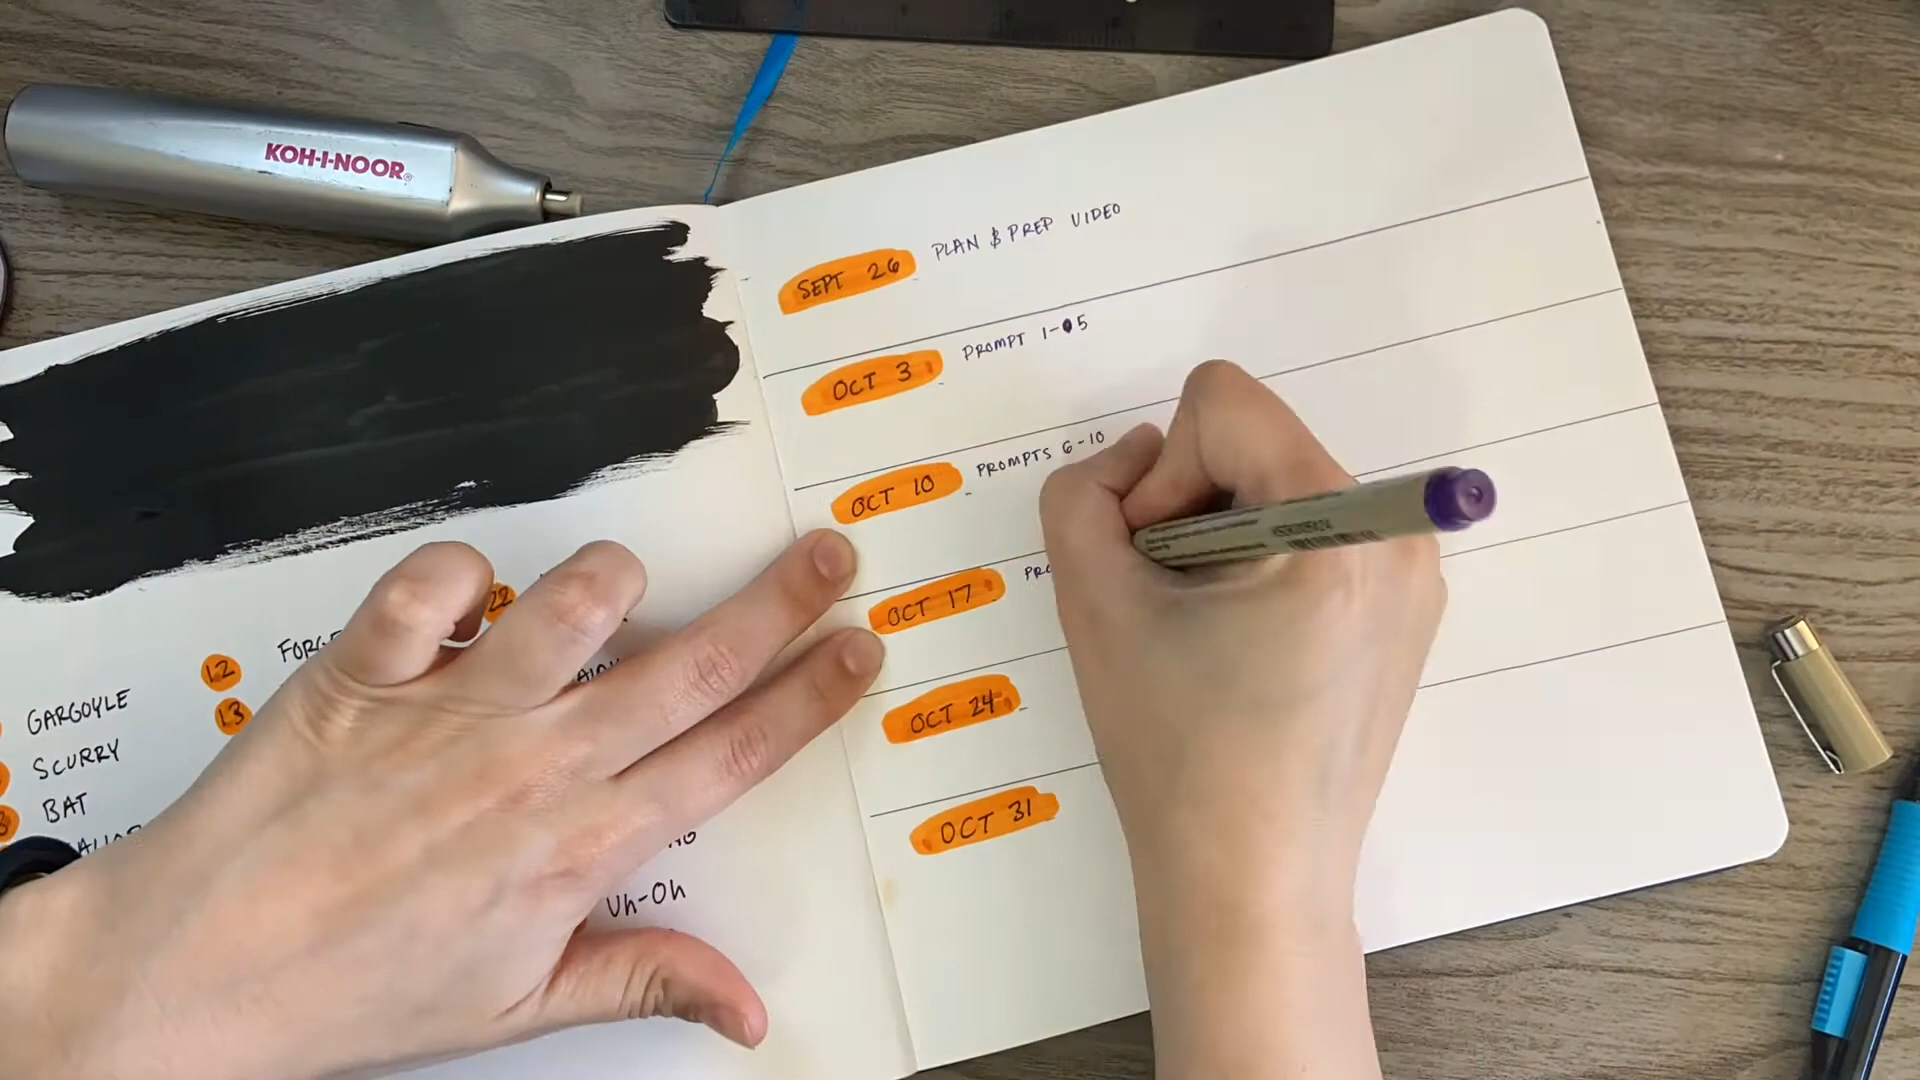 KOH-I-NOOR®
SEPT 26 PLAN & PREP VIDEO
OCT 3 PROMPT 1-5
OCT 10 PROMPTS 6-10
OCT 17
OCT 24
OCT 31
22
12
13
GARGOYLE
SCURRY
BAT
Uh-Oh